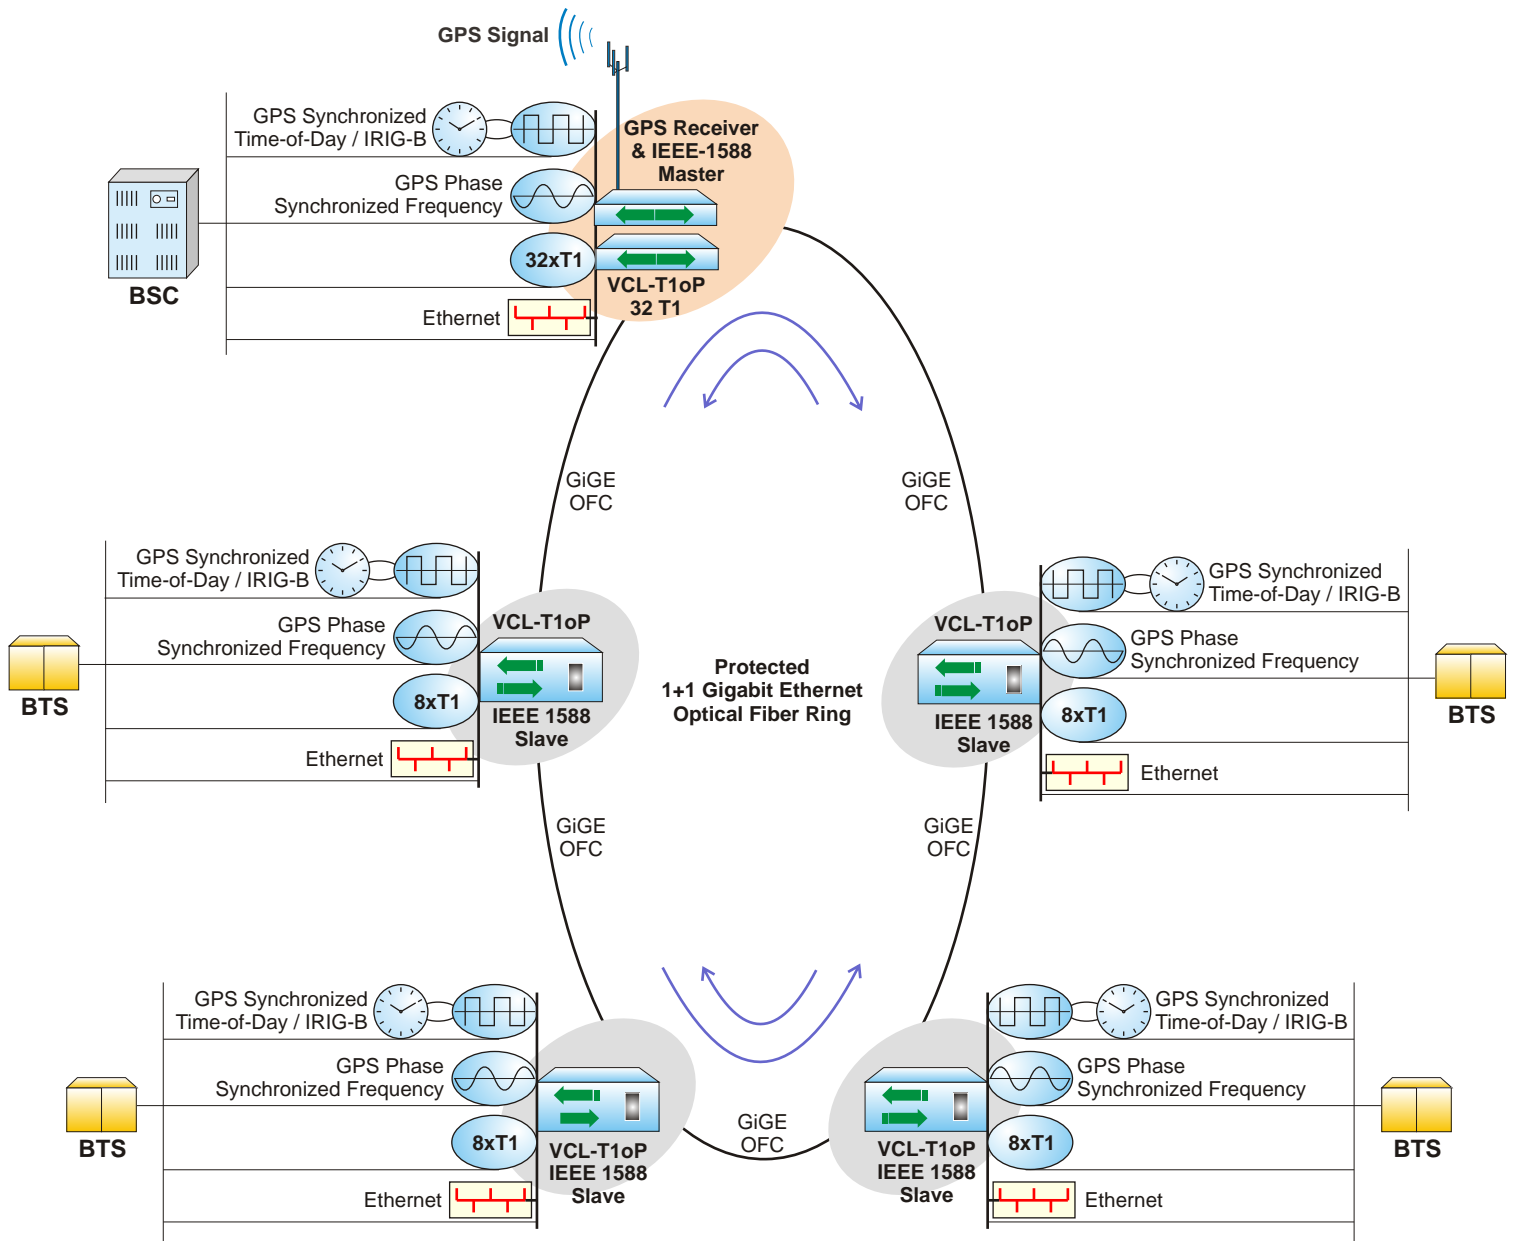 GPS Signal
GPS Synchronized
Time-of-Day / IRIG-B
GPS Receiver
& IEEE-1588
Master
GPS Phase
Synchronized Frequency
32xT1
VCL-T1oP
32 T1
BSC
Ethernet
GiGE
OFC
GiGE
OFC
GPS Synchronized
Time-of-Day / IRIG-B
GPS Phase
Synchronized Frequency
VCL-T1oP
8xT1
IEEE 1588
Slave
BTS
Ethernet
Protected
1+1 Gigabit Ethernet
Optical Fiber Ring
GPS Synchronized
Time-of-Day / IRIG-B
VCL-T1oP
GPS Phase
Synchronized Frequency
8xT1
IEEE 1588
Slave
BTS
Ethernet
GiGE
OFC
GiGE
OFC
GPS Synchronized
Time-of-Day / IRIG-B
GPS Phase
Synchronized Frequency
8xT1
VCL-T1oP
IEEE 1588
Slave
BTS
Ethernet
GiGE
OFC
GPS Synchronized
Time-of-Day / IRIG-B
GPS Phase
Synchronized Frequency
8xT1
VCL-T1oP
IEEE 1588
Slave
BTS
Ethernet